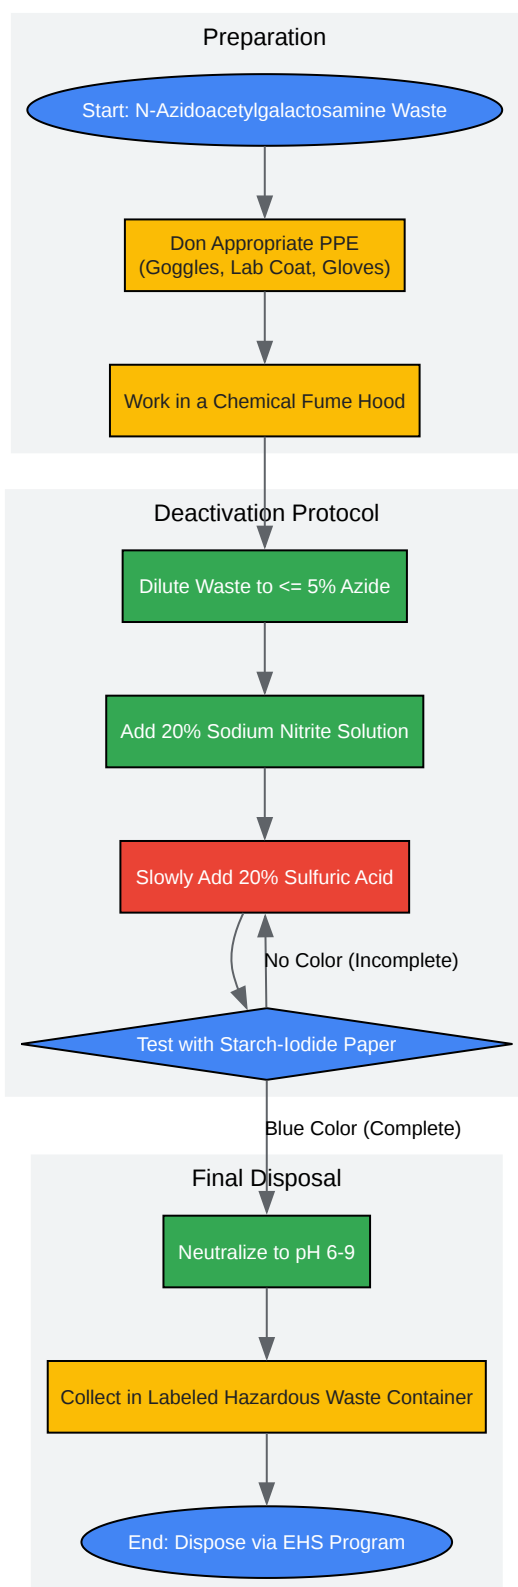 Preparation
Start: N-Azidoacetylgalactosamine Waste
Don Appropriate PPE
(Goggles, Lab Coat, Gloves)
Work in a Chemical Fume Hood
Deactivation Protocol
Dilute Waste to <= 5% Azide
Add 20% Sodium Nitrite Solution
Slowly Add 20% Sulfuric Acid
No Color (Incomplete)
Test with Starch-Iodide Paper
Blue Color (Complete)
Final Disposal
Neutralize to pH 6-9
Collect in Labeled Hazardous Waste Container
End: Dispose via EHS Program